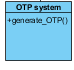 OTP system
+generate_OTP()